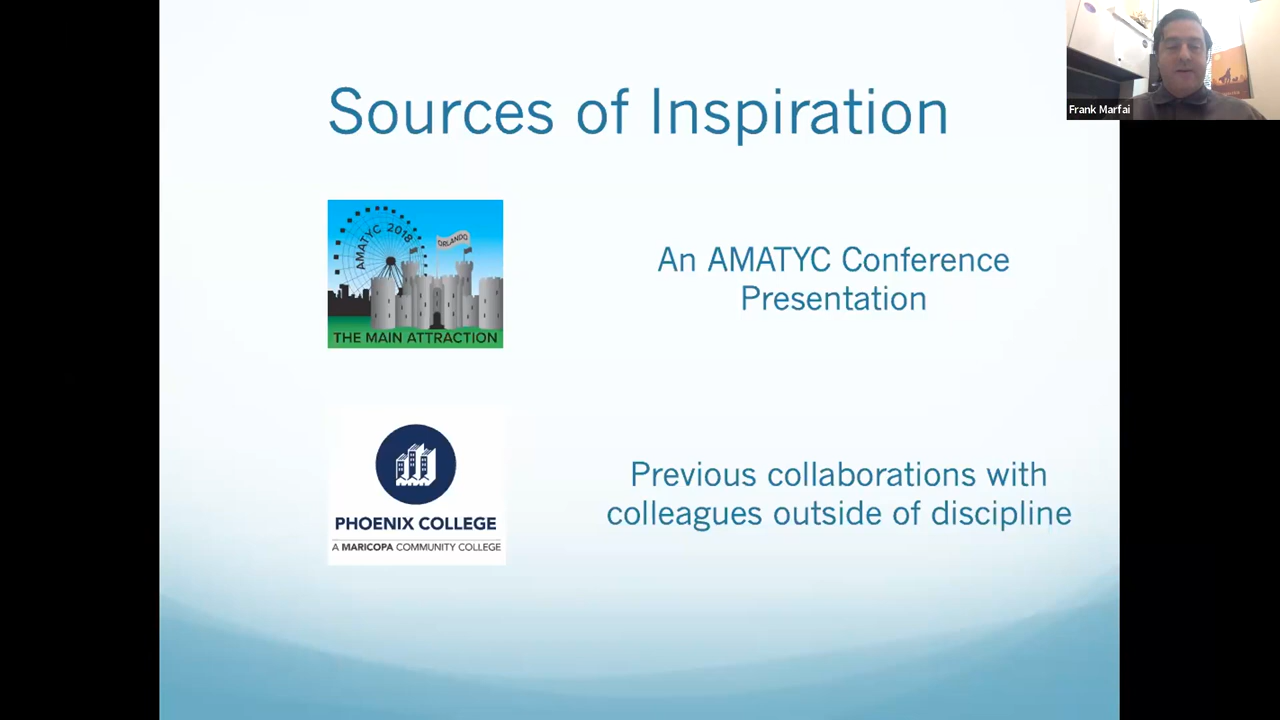 Sources of Inspiration
Frank Marfai
AMATYC 2018
ORLANDO
THE MAIN ATTRACTION
An AMATYC Conference
Presentation
PHOENIX COLLEGE
A MARICOPA COMMUNITY COLLEGE
Previous collaborations with
colleagues outside of discipline